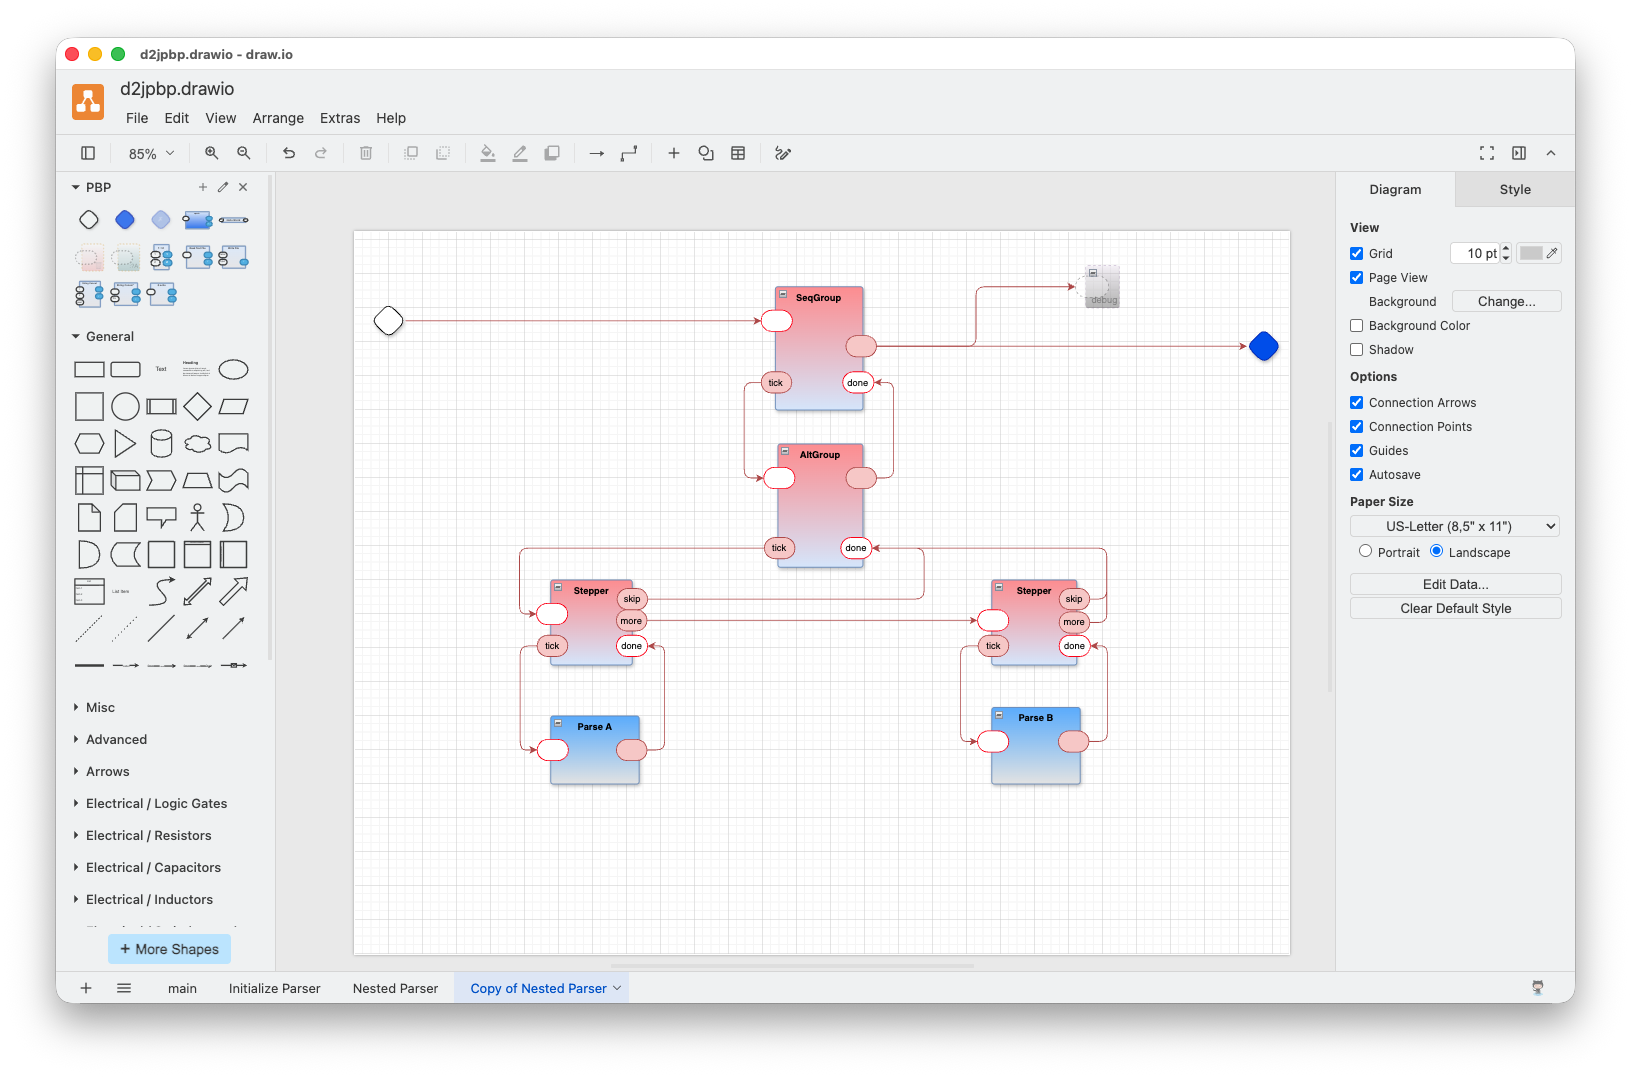 d2jpbp.drawio - draw.io
d2jpbp.drawio
File Edit View Arrange Extras Help
85%
PBP
General
Text
Heading
List Item
Misc
Advanced
Arrows
Electrical / Logic Gates
Electrical / Resistors
Electrical / Capacitors
Electrical / Inductors
+ More Shapes
SeqGroup
tick
done
debug
AltGroup
tick
done
Stepper
skip
more
tick
done
Stepper
skip
more
tick
done
Parse A
Parse B
Diagram Style
View
Grid 10 pt
Page View
Background Change...
Background Color
Shadow
Options
Connection Arrows
Connection Points
Guides
Autosave
Paper Size
US-Letter (8,5" x 11")
Portrait Landscape
Edit Data...
Clear Default Style
main Initialize Parser Nested Parser Copy of Nested Parser